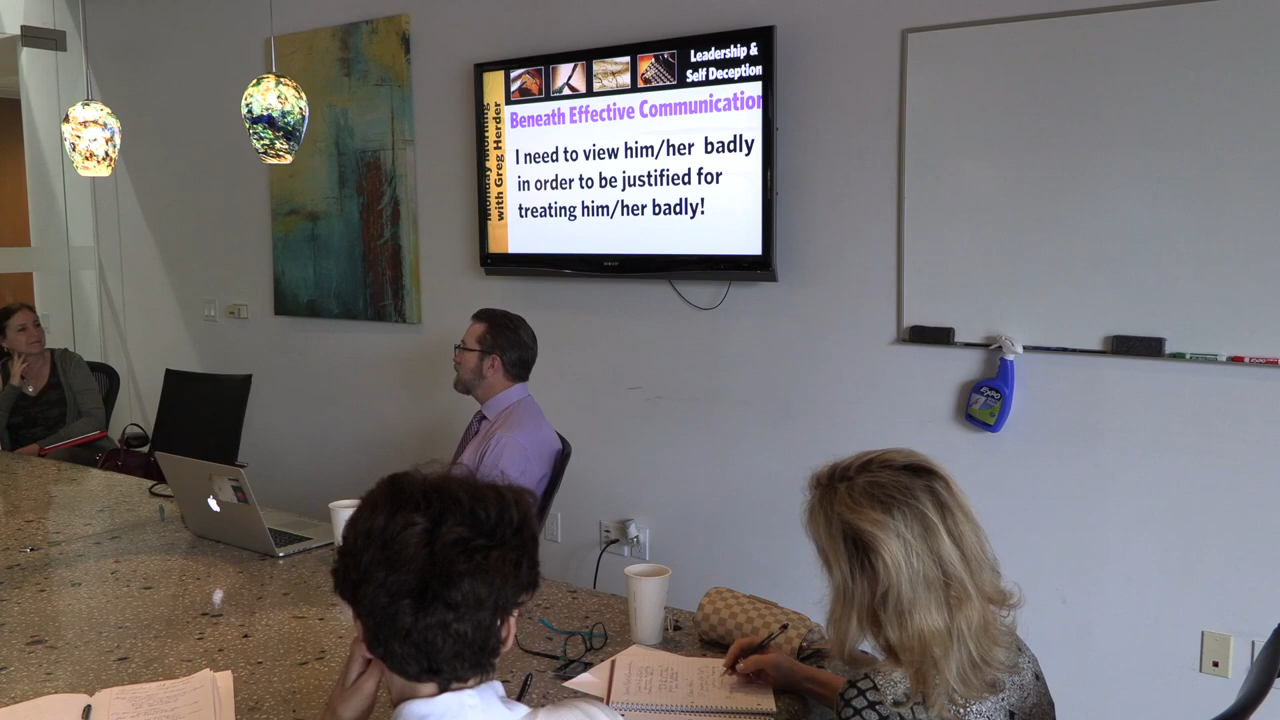 Leadership &
Self Deception
Monday Morning
with Greg Herder
Beneath Effective Communication
I need to view him/her badly
in order to be justified for
treating him/her badly!
EXPO